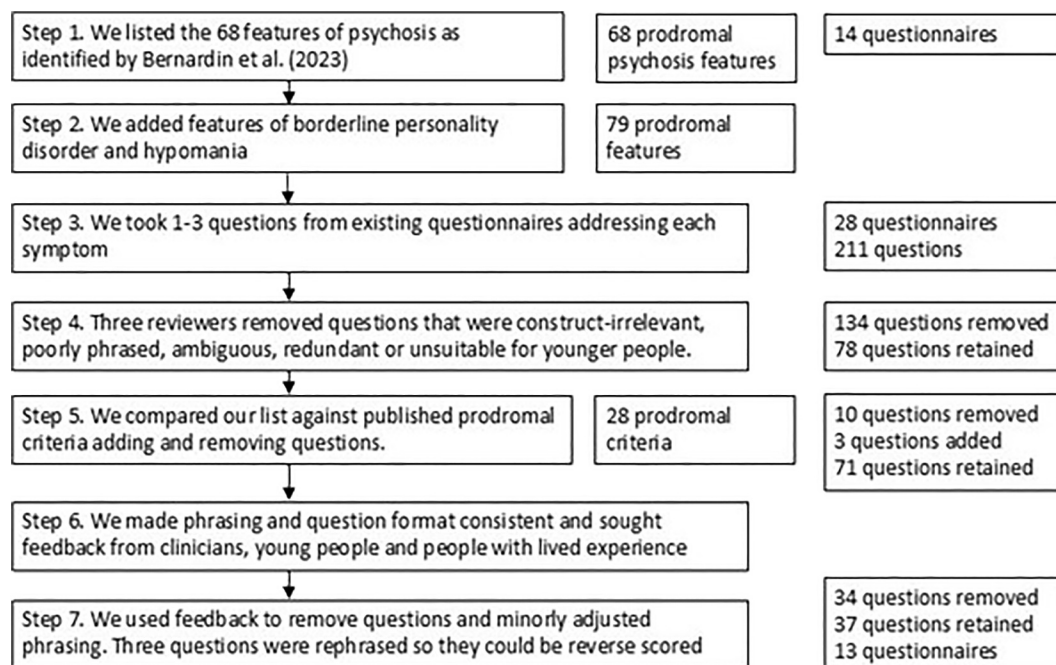 Step 1. We listed the 68 features of psychosis as
identified by Bernardin et al. (2023)
68 prodromal
psychosis features
14 questionnaires
Step 2. We added features of borderline personality
disorder and hypomania
79 prodromal
features
Step 3. We took 1-3 questions from existing questionnaires addressing each
symptom
28 questionnaires
211 questions
Step 4. Three reviewers removed questions that were construct-irrelevant,
poorly phrased, ambiguous, redundant or unsuitable for younger people.
134 questions removed
78 questions retained
Step 5. We compared our list against published prodromal
criteria adding and removing questions.
28 prodromal
criteria
10 questions removed
3 questions added
71 questions retained
Step 6. We made phrasing and question format consistent and sought
feedback from clinicians, young people and people with lived experience
Step 7. We used feedback to remove questions and minorly adjusted
phrasing. Three questions were rephrased so they could be reverse scored
34 questions removed
37 questions retained
13 questionnaires